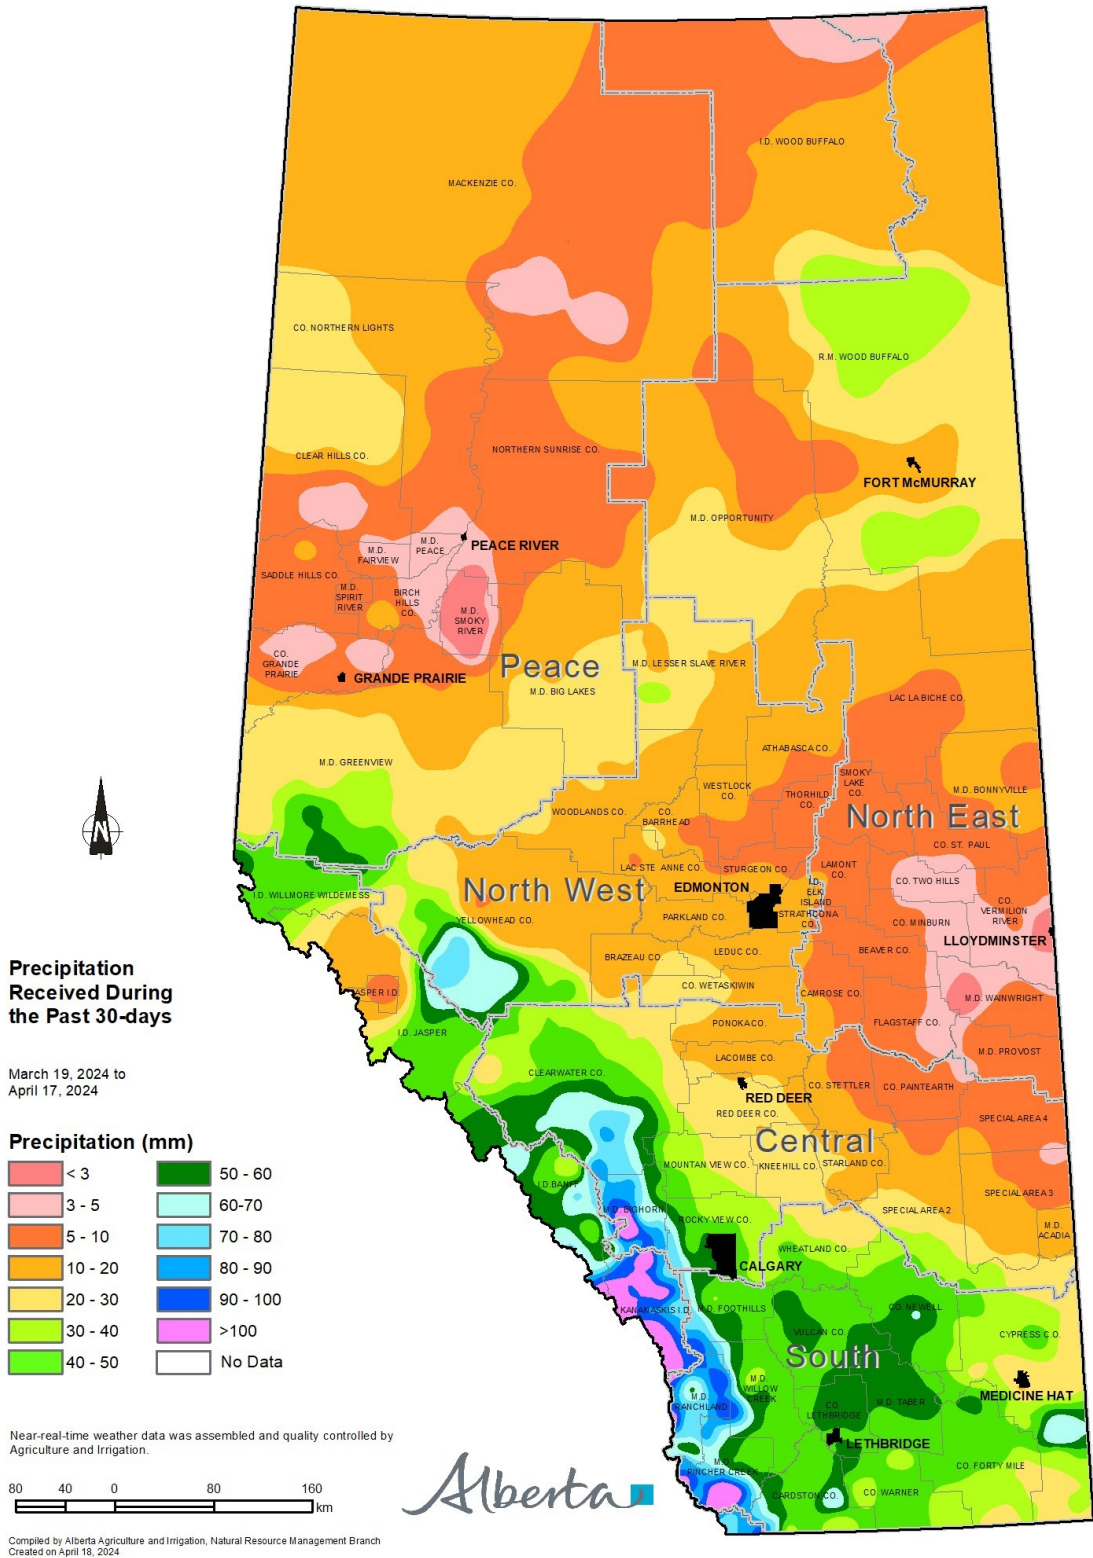 I.D. WOOD BUFFALO
MACKENZIE CO.
CO. NORTHERN LIGHTS
R.M. WOOD BUFFALO
CLEAR HILLS CO.
NORTHERN SUNRISE CO.
FORT McMURRAY
M.D. OPPORTUNITY
PEACE RIVER
M.D.
PEACE
M.D.
FAIRVIEW
SADDLE HILLS CO.
M.D.
SPIRIT
RIVER
BIRCH
HILLS
CO.
M.D.
SMOKY
RIVER
CO.
GRANDE
PRAIRIE
GRANDE PRAIRIE
Peace
M.D. LESSER SLAVE RIVER
M.D. BIG LAKES
LAC LA BICHE CO.
M.D. GREENVIEW
ATHABASCA CO.
WOODLANDS CO.
WESTLOCK
CO.
THORHILD
CO.
SMOKY
LAKE
CO.
M.D. BONNYVILLE
CO.
BARRHEAD
North East
CO. ST. PAUL
LAC STE ANNE CO.
STURGEON CO.
LAMONT
CO.
CO. TWO HILLS
I.D. WILLMORE WILDERNESS
North West
EDMONTON
I.D.
ELK
ISLAND
STRATHCONA
CO.
PARKLAND CO.
YELLOWHEAD CO.
CO. MINBURN
CO.
VERMILION
RIVER
LLOYDMINSTER
BRAZEAU CO.
LEDUC CO.
BEAVER CO.
CO. WETASKIWIN
CAMROSE CO.
M.D. WAINWRIGHT
JASPER I.D.
I.D. JASPER
PONOKA CO.
FLAGSTAFF CO.
M.D. PROVOST
LACOMBE CO.
CLEARWATER CO.
CO. STETTLER
CO. PAINTEARTH
RED DEER
RED DEER CO.
SPECIAL AREA 4
Central
MOUNTAIN VIEW CO.
KNEEHILL CO.
STARLAND CO.
I.D. BANFF
SPECIAL AREA 3
M.D. BIGHORN
ROCKY VIEW CO.
SPECIAL AREA 2
M.D.
ACADIA
WHEATLAND CO.
CALGARY
KANANASKIS I.D.
M.D. FOOTHILLS
CO. NEWELL
VULCAN CO.
CYPRESS C.O.
South
M.D.
WILLOW
CREEK
MEDICINE HAT
M.D.
RANCHLAND
CO.
LETHBRIDGE
M.D. TABER
LETHBRIDGE
M.D.
PINCHER CREEK
CO. FORTY MILE
CARDSTON CO.
CO. WARNER
N
Precipitation
Received During
the Past 30-days
March 19, 2024 to
April 17, 2024
Precipitation (mm)
< 3
50 - 60
3 - 5
60-70
5 - 10
70 - 80
10 - 20
80 - 90
20 - 30
90 - 100
30 - 40
>100
40 - 50
No Data
Near-real-time weather data was assembled and quality controlled by
Agriculture and Irrigation.
80 40 0 80 160
km
Alberta
Compiled by Alberta Agriculture and Irrigation, Natural Resource Management Branch
Created on April 18, 2024